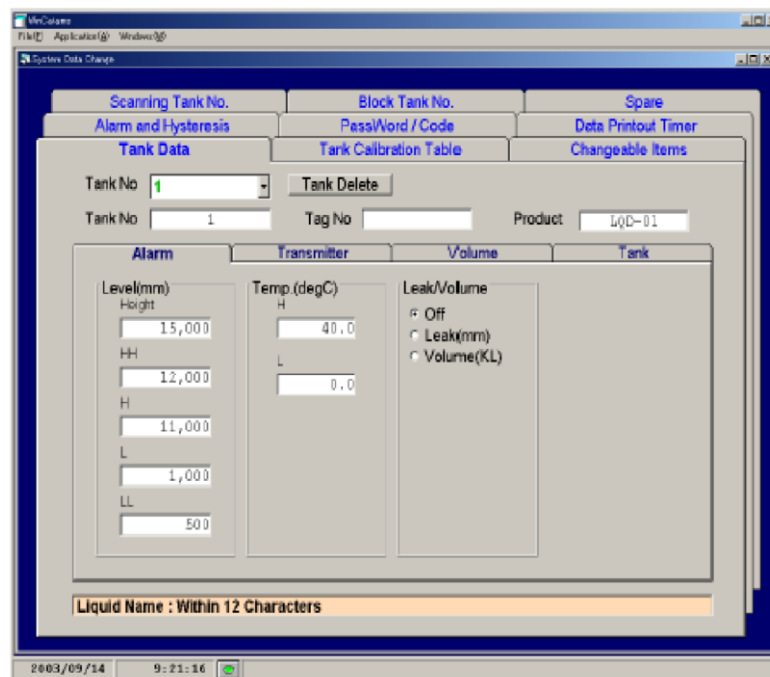 WinCalams
File(F) Application(A) Windows(W)
System Data Change
Scanning Tank No. Block Tank No. Spare
Alarm and Hysteresis PassWord / Code Data Printout Timer
Tank Data Tank Calibration Table Changeable Items
Tank No 1 Tank Delete
Tank No 1 Tag No Product LQD-01
Alarm Transmitter Volume Tank
Level(mm) Temp.(degC) Leak/Volume
Height H Off
15,000 40.0 Leak(mm)
HH L Volume(KL)
12,000 0.0
H
11,000
L
1,000
LL
500
Liquid Name : Within 12 Characters
2003/09/14 9:21:16